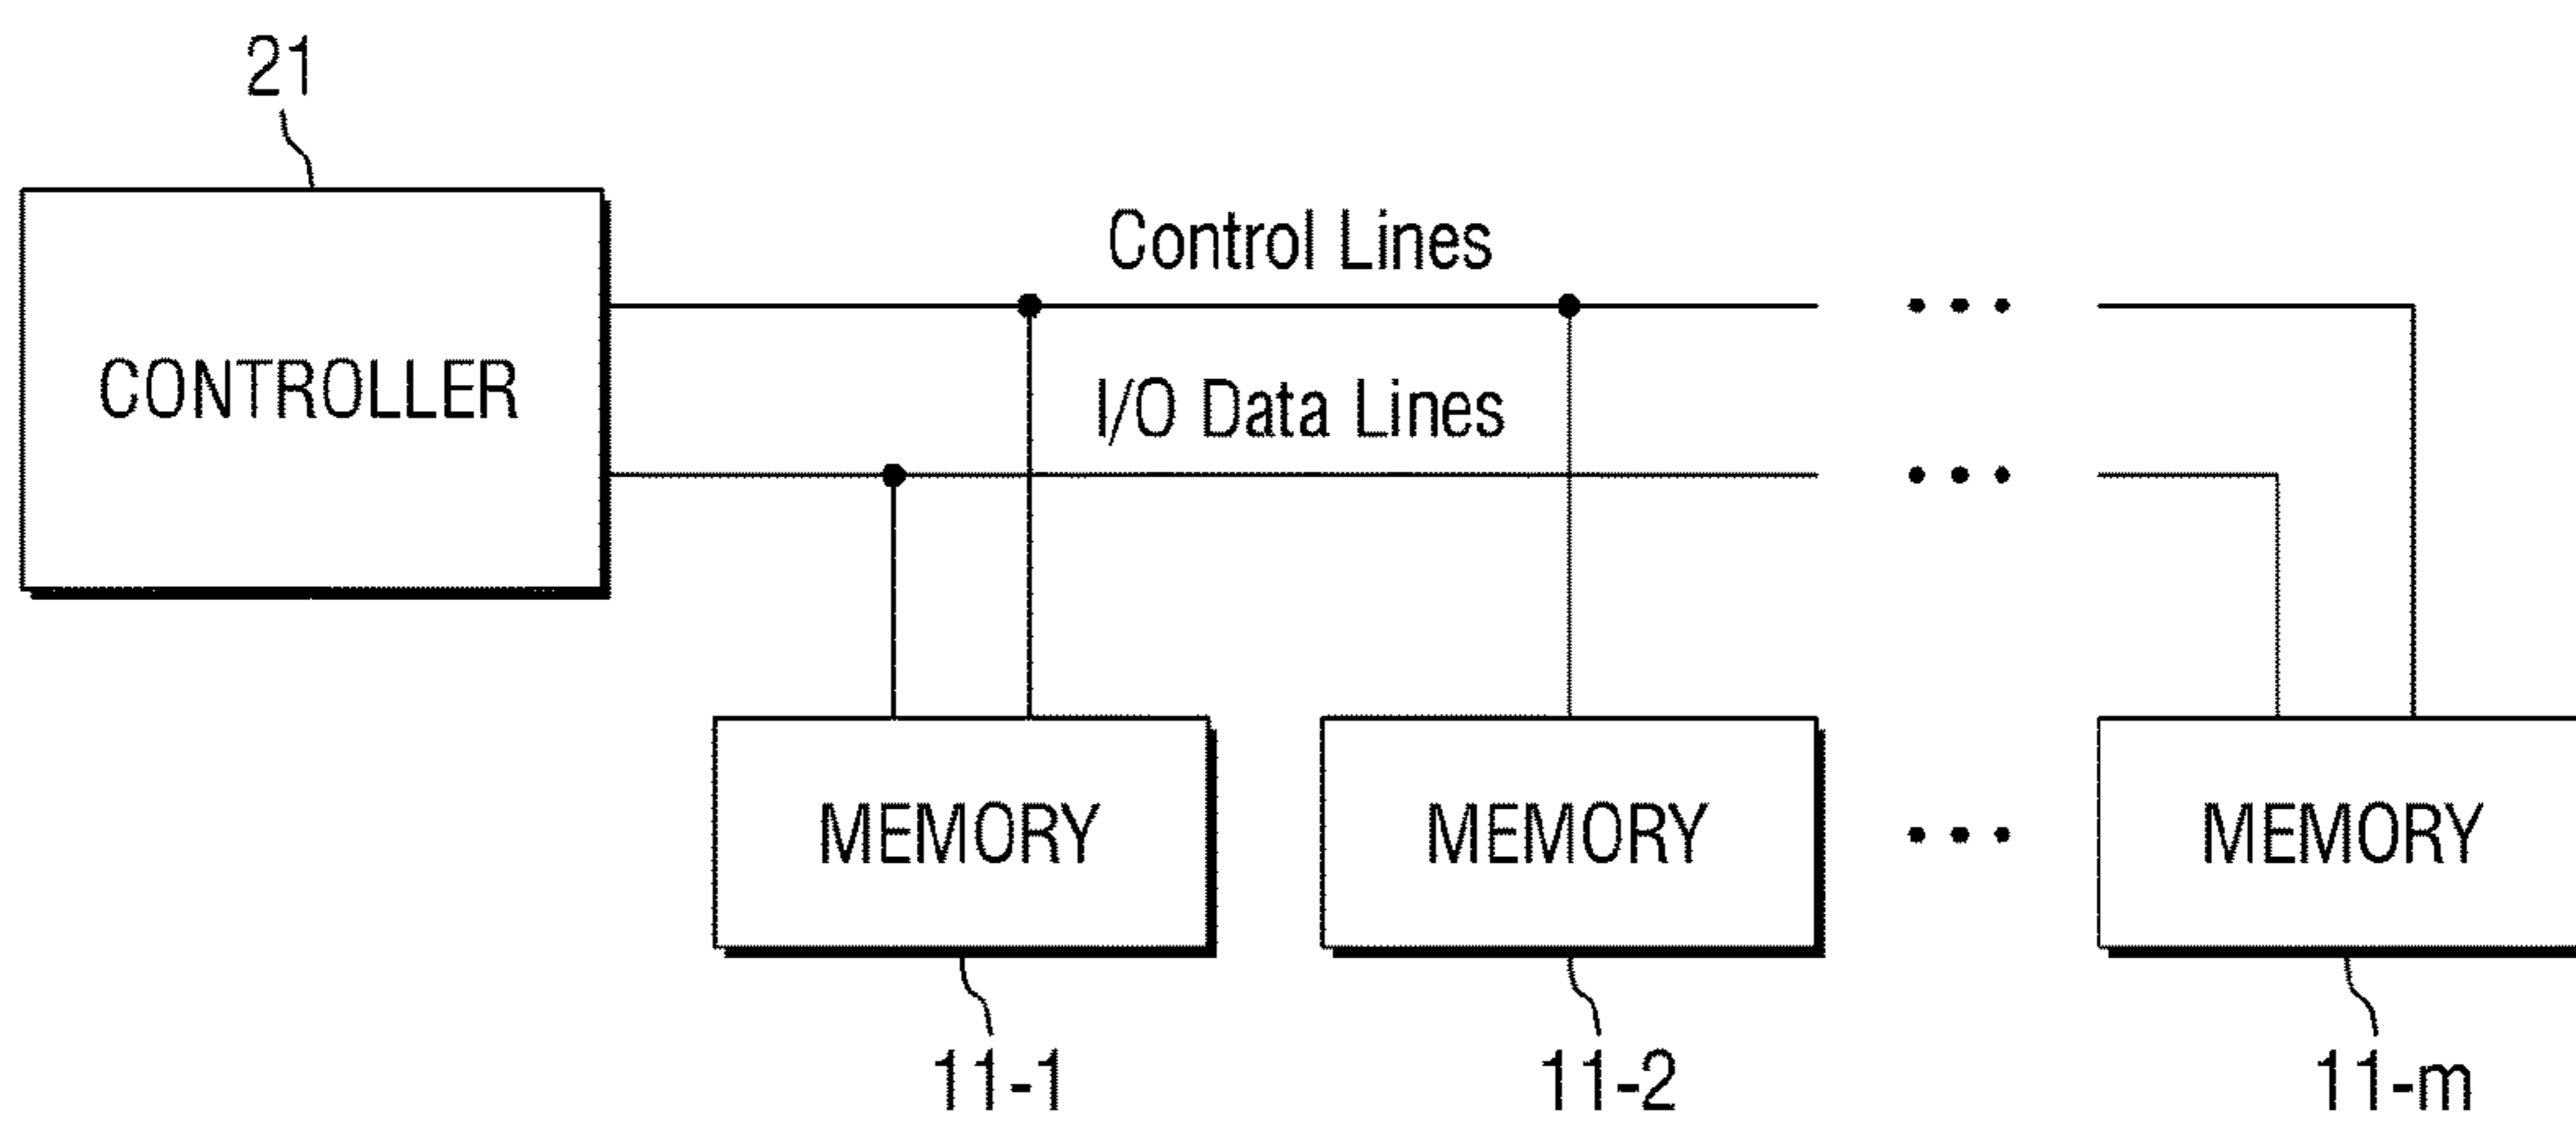 21
Control Lines
CONTROLLER
I/O Data Lines
MEMORY
MEMORY
MEMORY
11-1
11-2
11-m